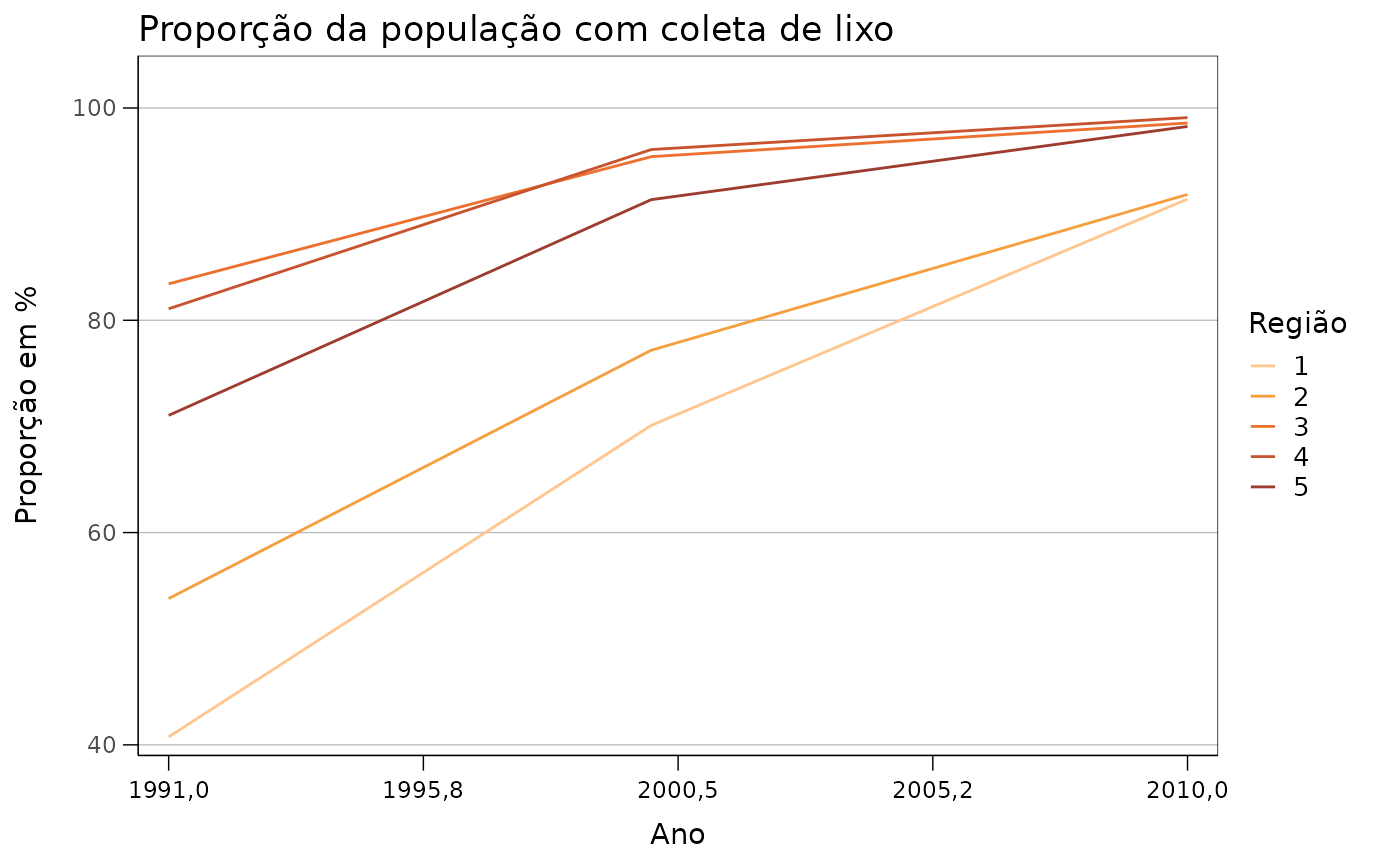 Proporção da população com coleta de lixo
100
80
60
40
Proporção em %
1991,0 1995,8 2000,5 2005,2 2010,0
Ano
Região
1
2
3
4
5